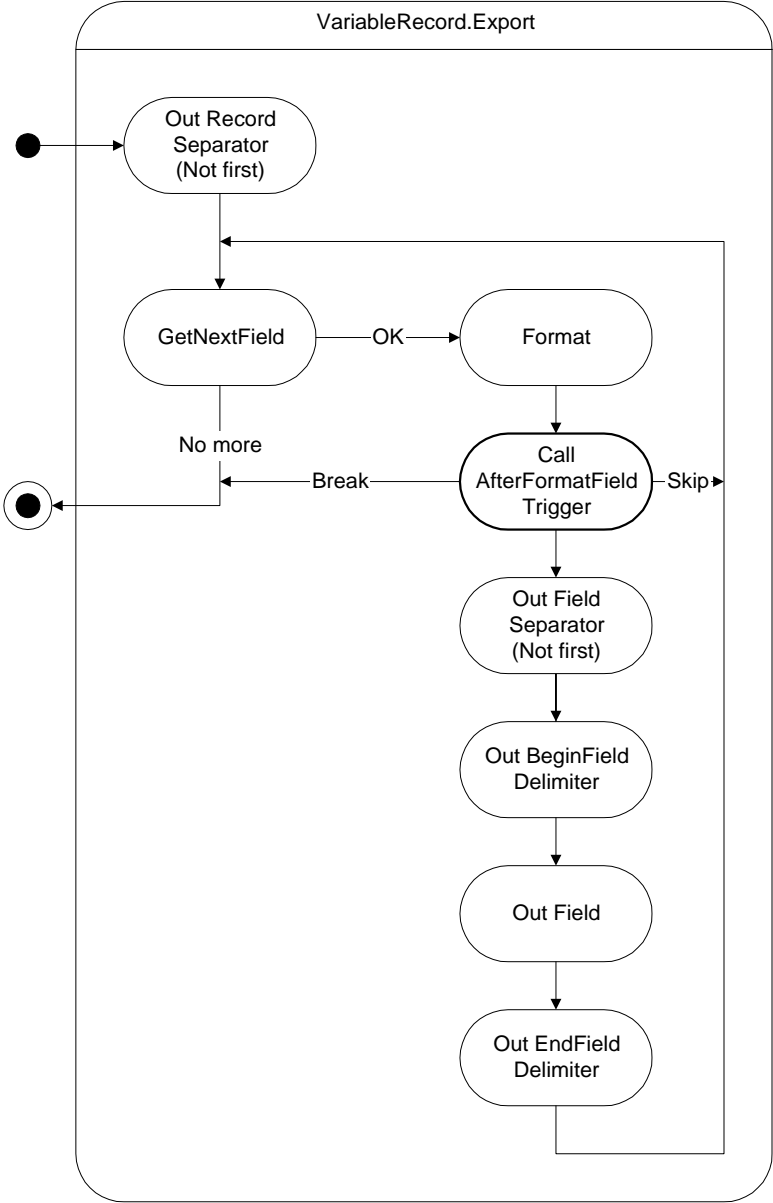 VariableRecord.Export
Out Record
Separator
(Not first)
GetNextField
OK
Format
No more
Call
AfterFormatField
Trigger
Break
Skip
Out Field
Separator
(Not first)
Out BeginField
Delimiter
Out Field
Out EndField
Delimiter